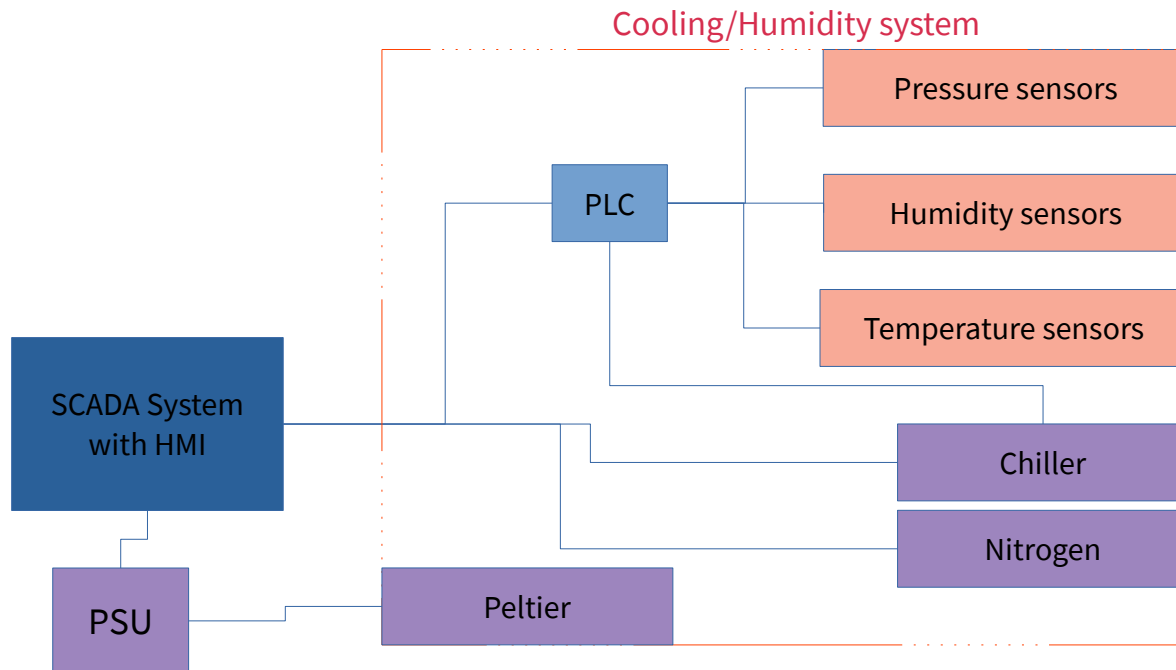 Cooling/Humidity system
Pressure sensors
PLC
Humidity sensors
Temperature sensors
SCADA System
with HMI
Chiller
Nitrogen
Peltier
PSU